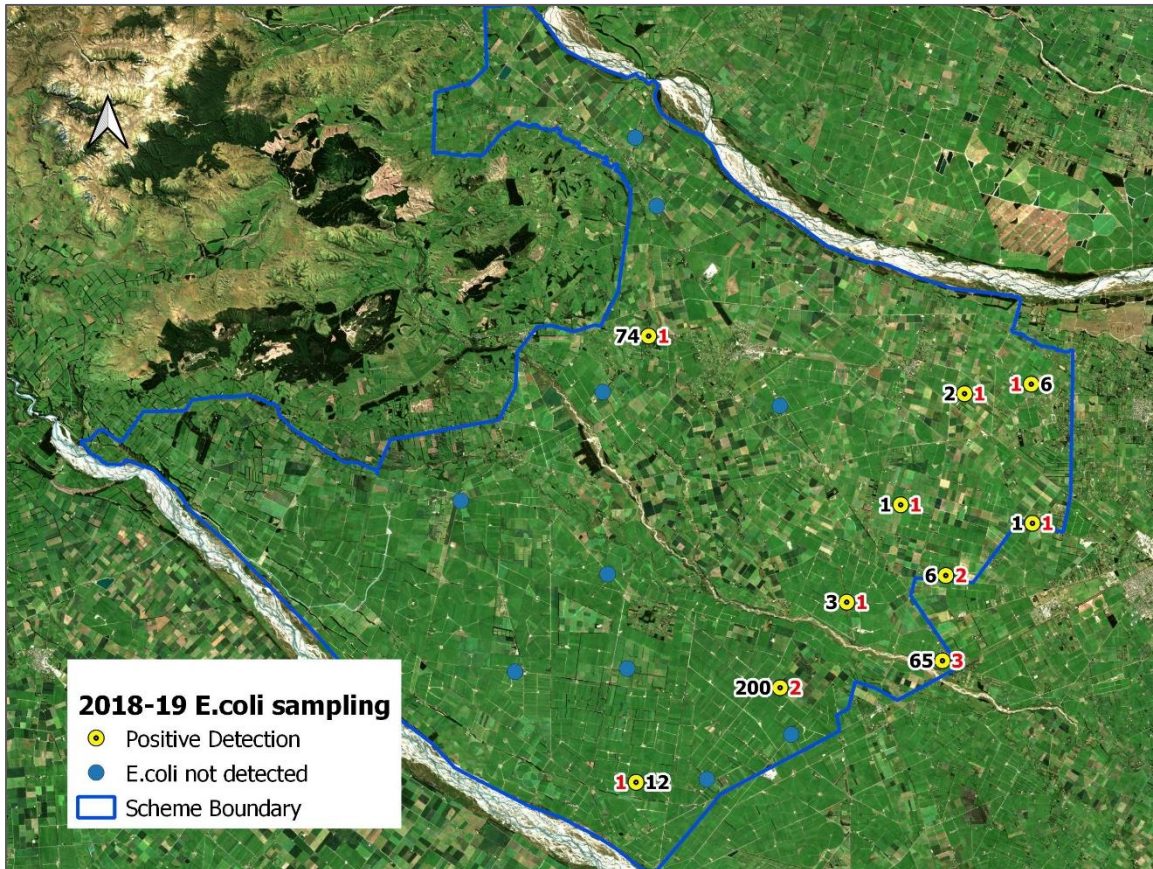 74 1
2 1
1 6
1 1
1 1
6 2
3 1
65 3
200 2
1 12
2018-19 E.coli sampling
Positive Detection
E.coli not detected
Scheme Boundary